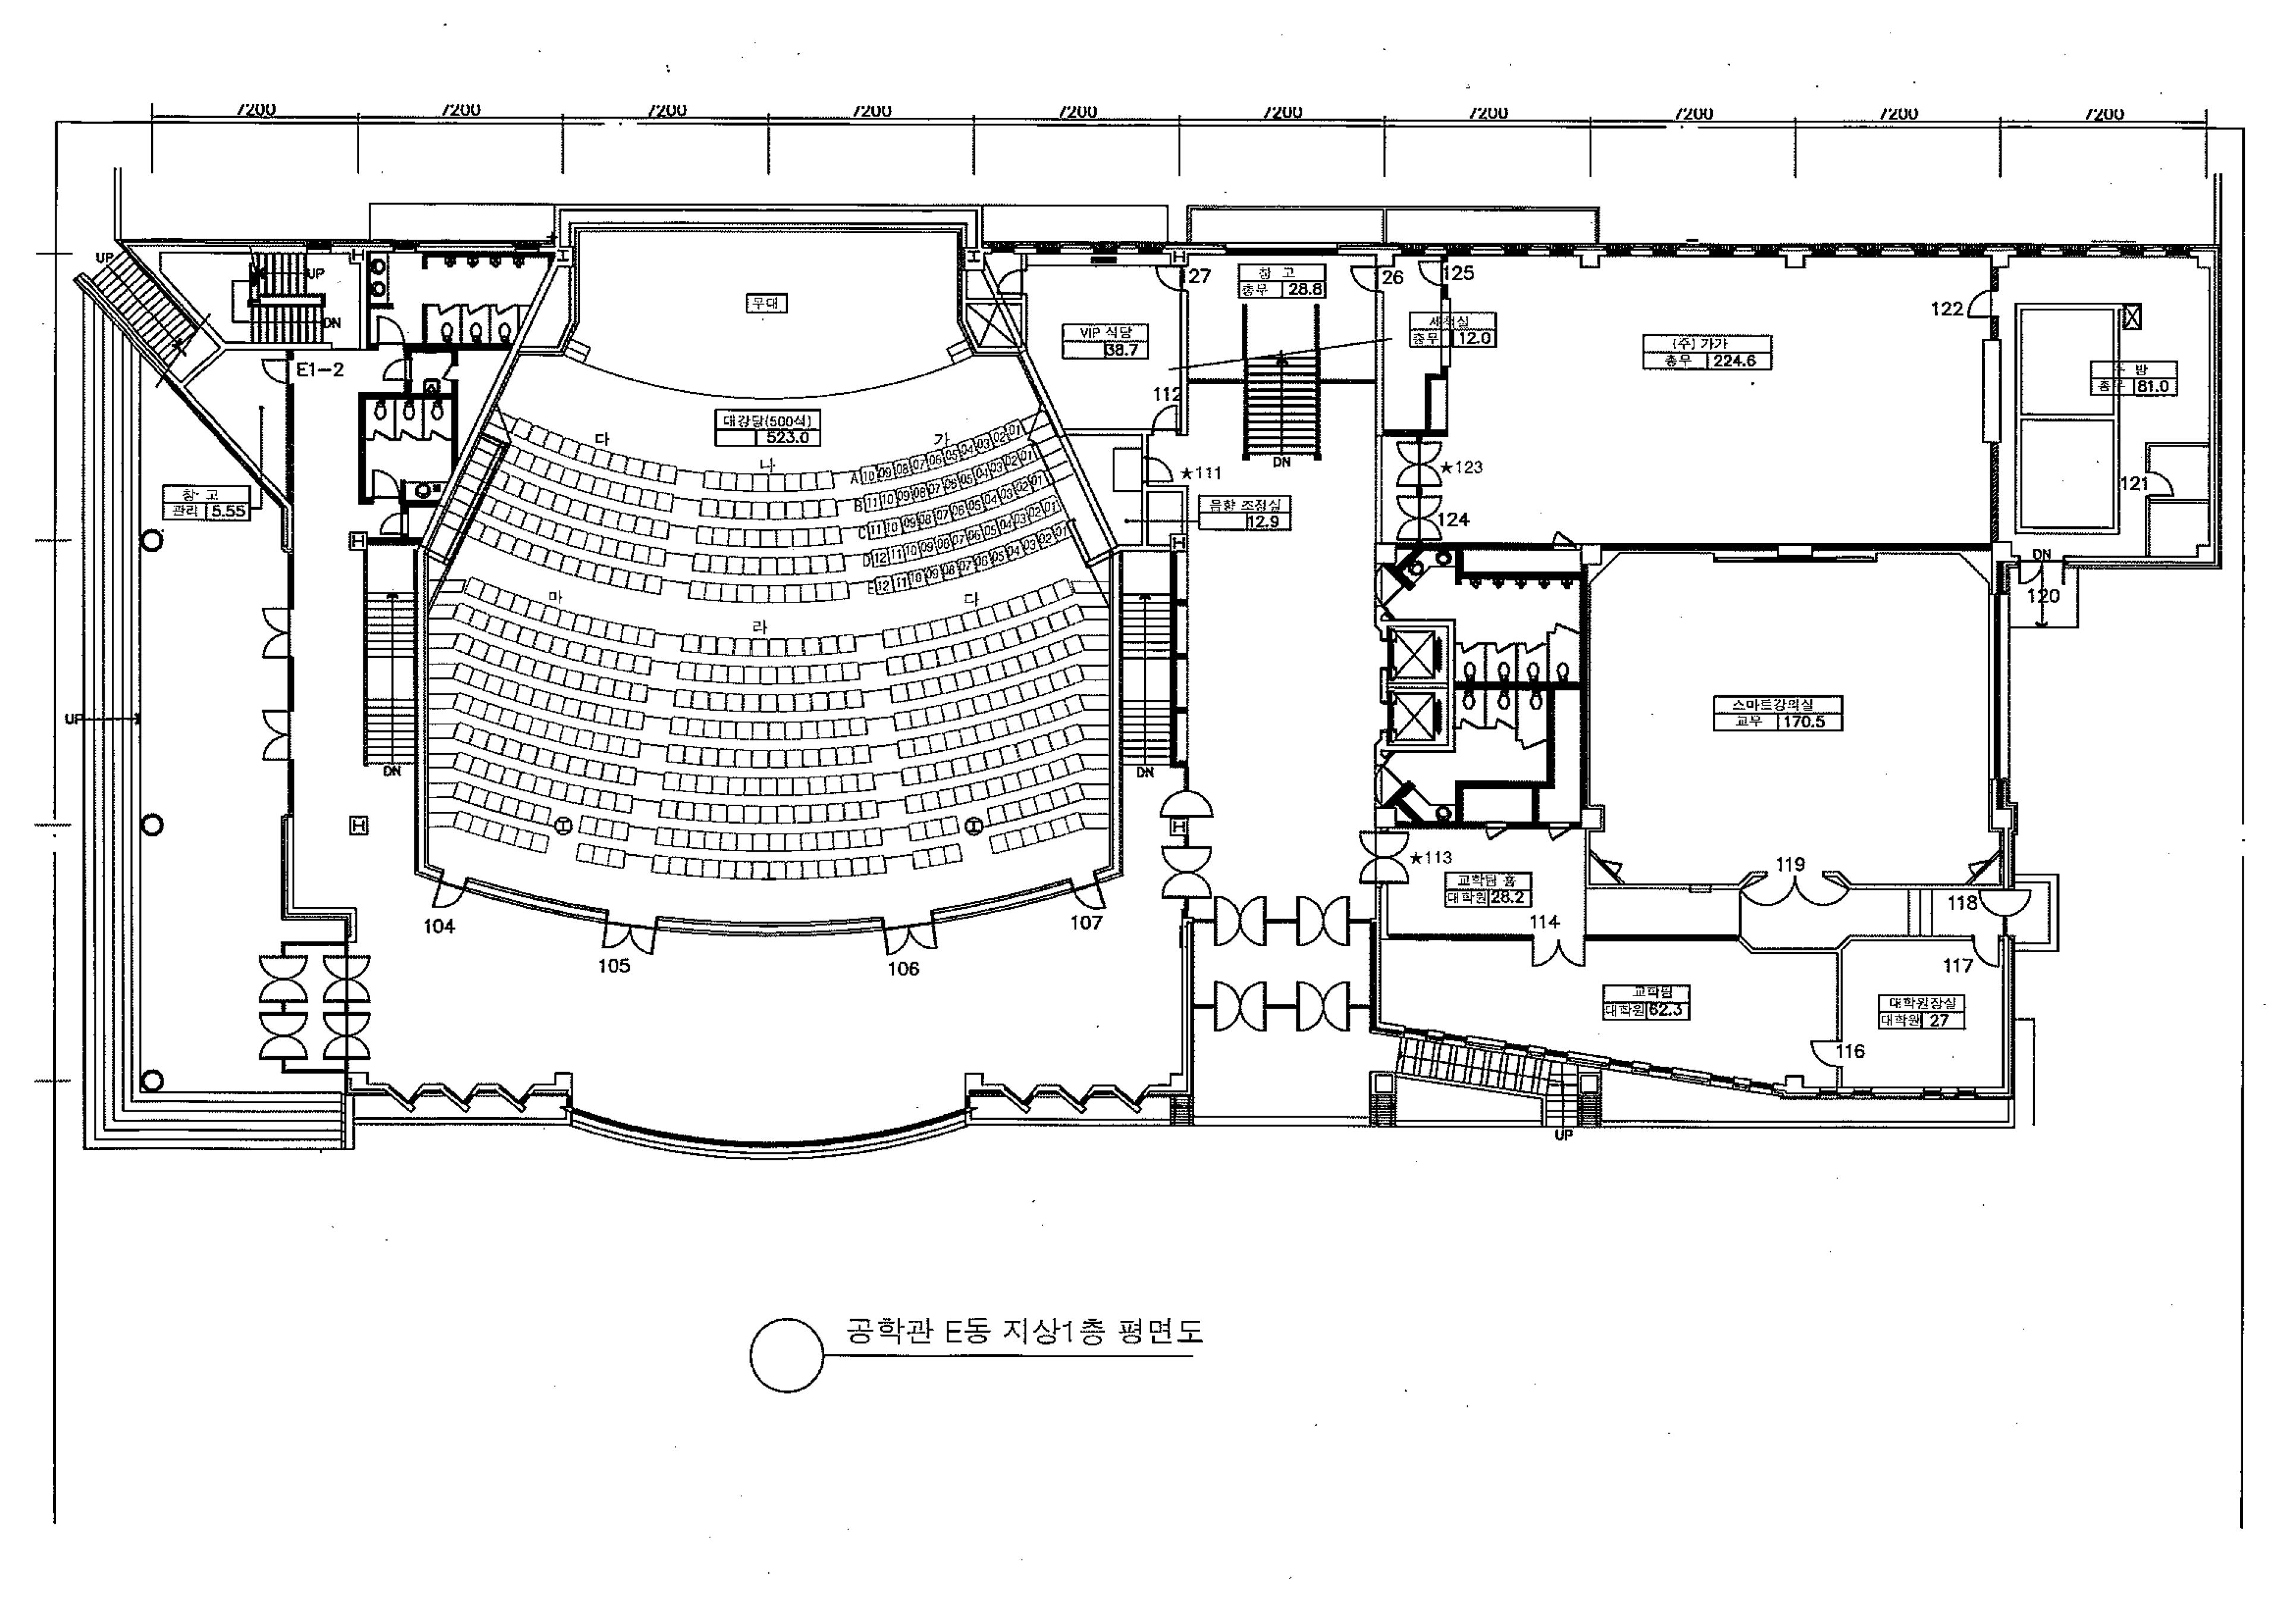 7200 7200 7200 7200 7200 7200 7200 7200 7200 7200
UP
UP
DN
E1-2
무대
27
창 고
총무 28.8
26
125
122
VIP 식당
38.7
총무 12.0
(주) 가가
총무 224.6
방
총무 81.0
112
대강당(500석)
523.0
다
나
가
A 10 09 08 07 06 05 04 03 02 01
B 11 10 09 08 07 06 05 04 03 02 01
C 11 10 09 08 07 06 05 04 03 02 01
D 12 11 10 09 08 07 06 05 04 03 02 01
E 12 11 10 09 08 07 06 05 04 03 02 01
DN
★111
★123
121
창 고
관리 5.55
음향 조정실
12.9
124
DN
120
마
라
다
UP
스마트강의실
교무 170.5
DN
DN
★113
119
교학팀 홀
대학원 28.2
118
104
107
114
105
106
117
교학팀
대학원 62.3
대학원장실
대학원 27
116
UP
공학관 E동 지상1층 평면도